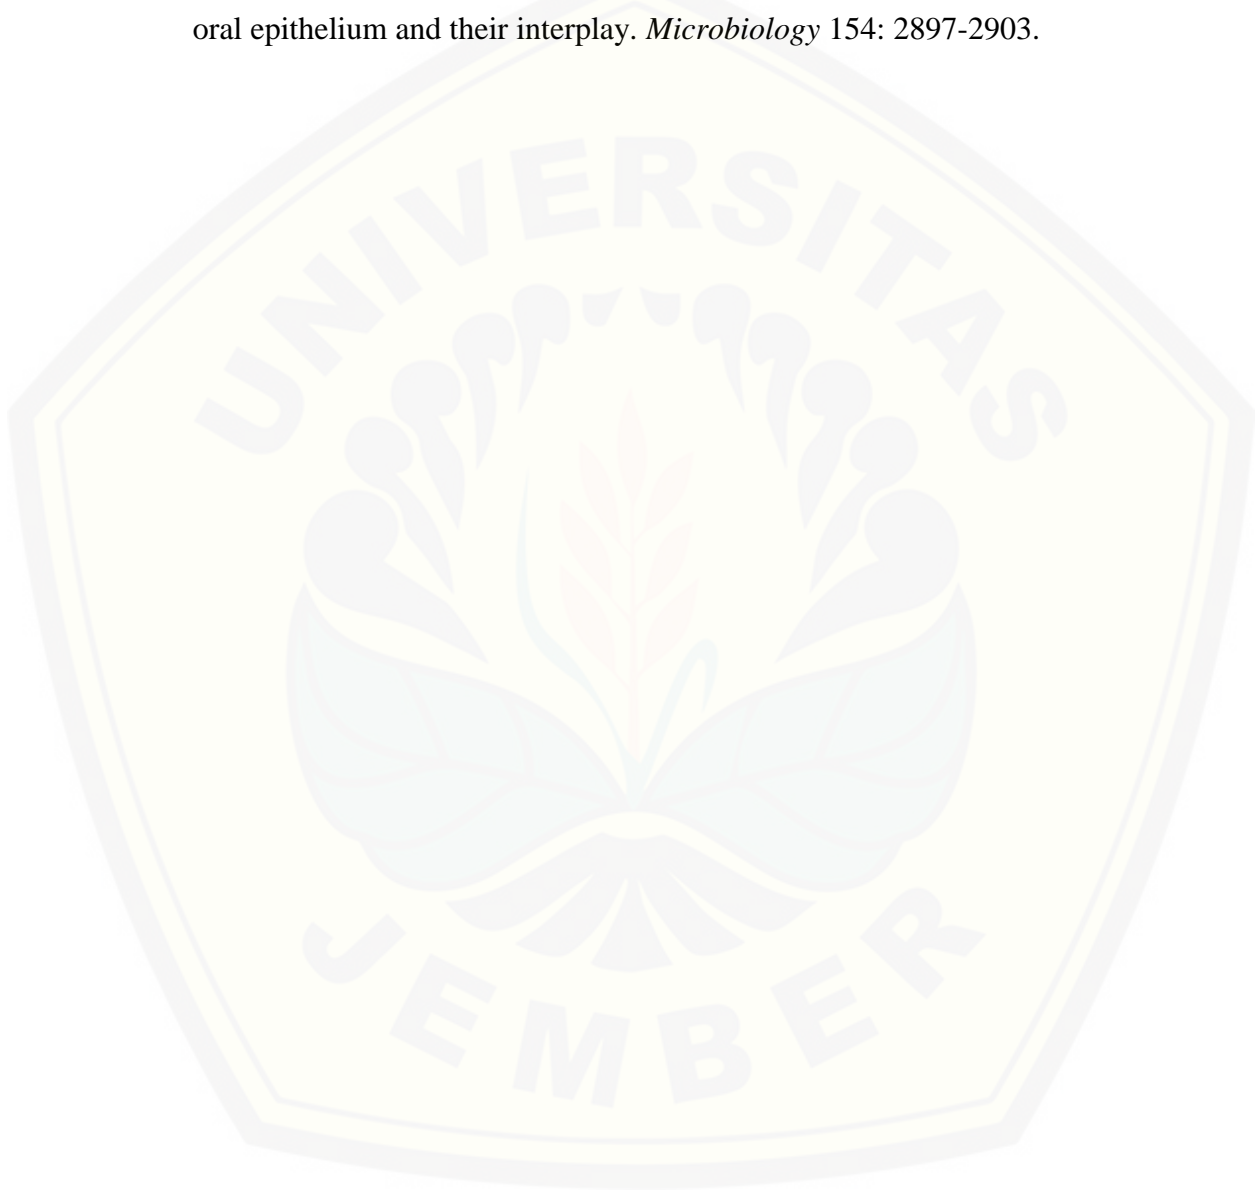 oral epithelium and their interplay. Microbiology 154: 2897-2903.
UNIVERSITAS
JEMBER